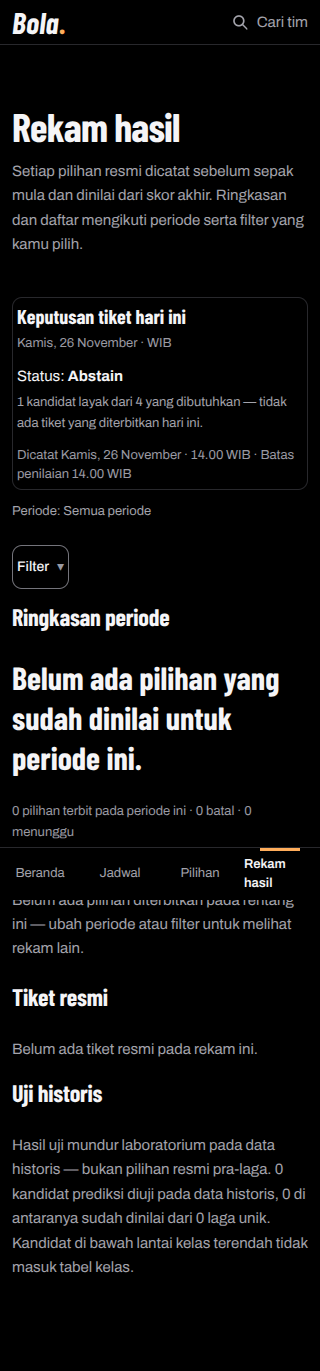 Bola.
Cari tim
Rekam hasil
Setiap pilihan resmi dicatat sebelum sepak
mula dan dinilai dari skor akhir. Ringkasan
dan daftar mengikuti periode serta filter yang
kamu pilih.
Keputusan tiket hari ini
Kamis, 26 November · WIB
Status: Abstain
1 kandidat layak dari 4 yang dibutuhkan — tidak
ada tiket yang diterbitkan hari ini.
Dicatat Kamis, 26 November · 14.00 WIB · Batas
penilaian 14.00 WIB
Periode: Semua periode
Filter ▼
Ringkasan periode
Belum ada pilihan yang
sudah dinilai untuk
periode ini.
0 pilihan terbit pada periode ini · 0 batal · 0
menunggu
Beranda
Jadwal
Pilihan
Rekam
hasil
Belum ada pilihan diterbitkan pada rentang
ini — ubah periode atau filter untuk melihat
rekam lain.
Tiket resmi
Belum ada tiket resmi pada rekam ini.
Uji historis
Hasil uji mundur laboratorium pada data
historis — bukan pilihan resmi pra-laga. 0
kandidat prediksi diuji pada data historis, 0 di
antaranya sudah dinilai dari 0 laga unik.
Kandidat di bawah lantai kelas terendah tidak
masuk tabel kelas.